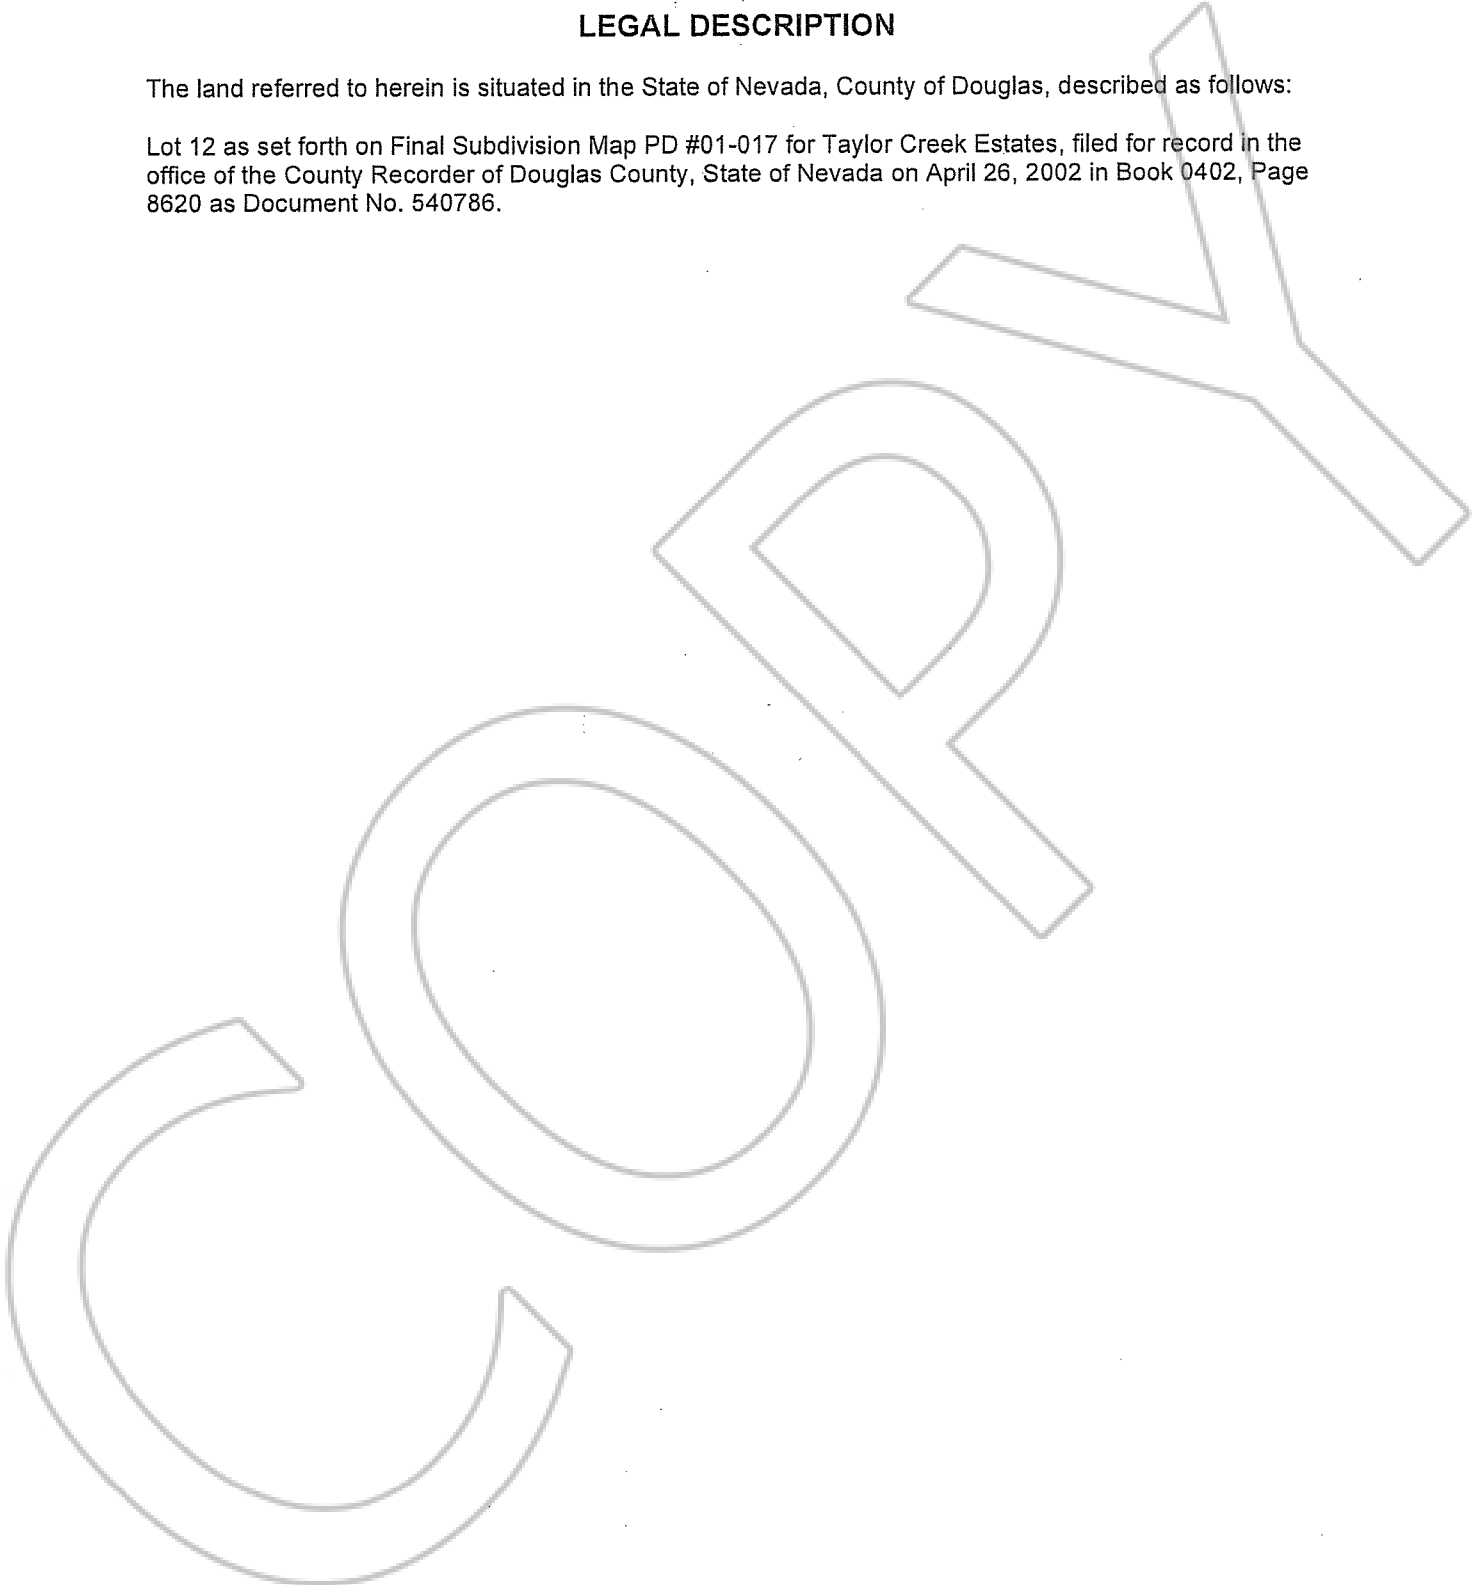 LEGAL DESCRIPTION
The land referred to herein is situated in the State of Nevada, County of Douglas, described as follows:
Lot 12 as set forth on Final Subdivision Map PD #01-017 for Taylor Creek Estates, filed for record in the
office of the County Recorder of Douglas County, State of Nevada on April 26, 2002 in Book 0402, Page
8620 as Document No. 540786.
COPY